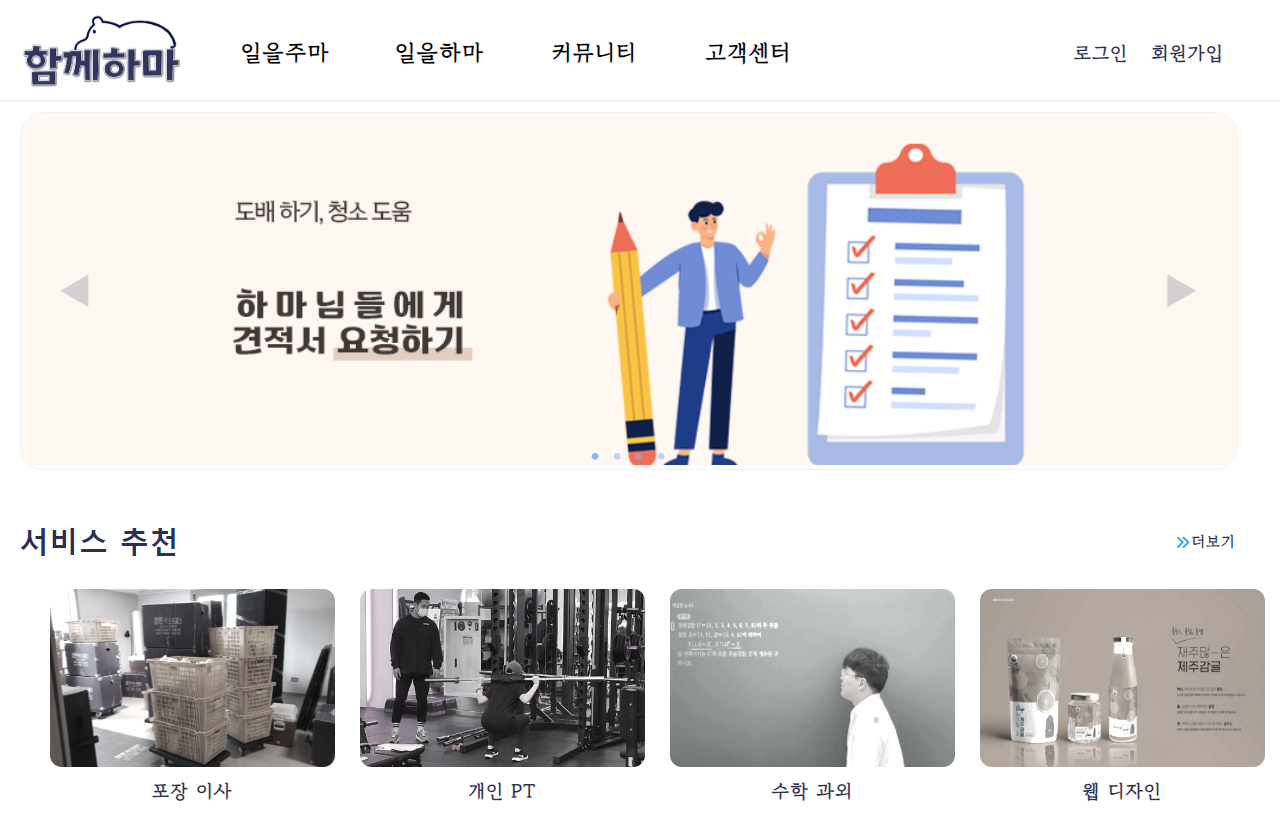 함께하마
일을주마
일을하마
커뮤니티
고객센터
로그인
회원가입
도배 하기, 청소 도움
하마님들에게
견적서 요청하기
서비스 추천
더보기
재주많은
제주감귤
포장 이사
개인 PT
수학 과외
웹 디자인